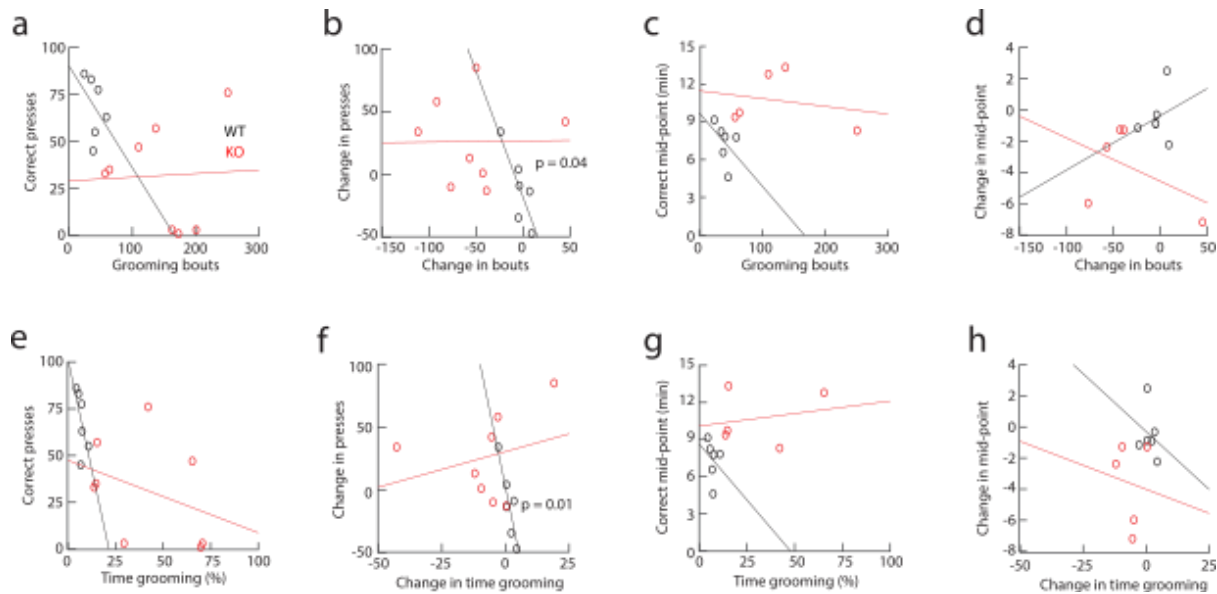 a
Correct presses
100
75
50
25
0
0 100 200 300
Grooming bouts
WT
KO
b
Change in presses
100
50
0
-50
-150 -100 -50 0 50
Change in bouts
p = 0.04
c
Correct mid-point (min)
15
12
9
6
3
0
0 100 200 300
Grooming bouts
d
Change in mid-point
4
2
0
-2
-4
-6
-8
-150 -100 -50 0 50
Change in bouts
e
Correct presses
100
75
50
25
0
0 25 50 75 100
Time grooming (%)
f
Change in presses
100
50
0
-50
-50 -25 0 25
Change in time grooming
p = 0.01
g
Correct mid-point (min)
15
12
9
6
3
0
0 25 50 75 100
Time grooming (%)
h
Change in mid-point
4
2
0
-2
-4
-6
-8
-50 -25 0 25
Change in time grooming